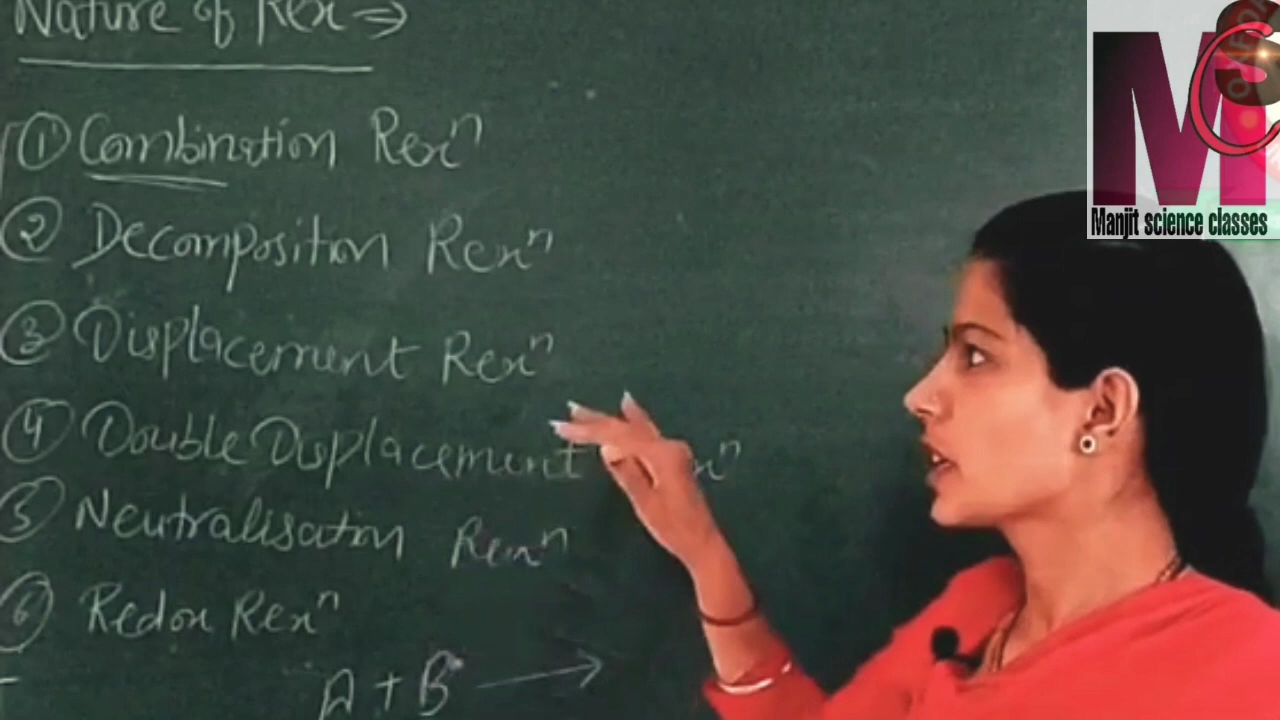 Nature of Rex ⇒
① Combination Rexⁿ
② Decomposition Rexⁿ
③ Displacement Rexⁿ
④ Double Displacement
⑤ Neutralisation Rexⁿ
⑥ Redox Rexⁿ
A + B →
Manjit science classes